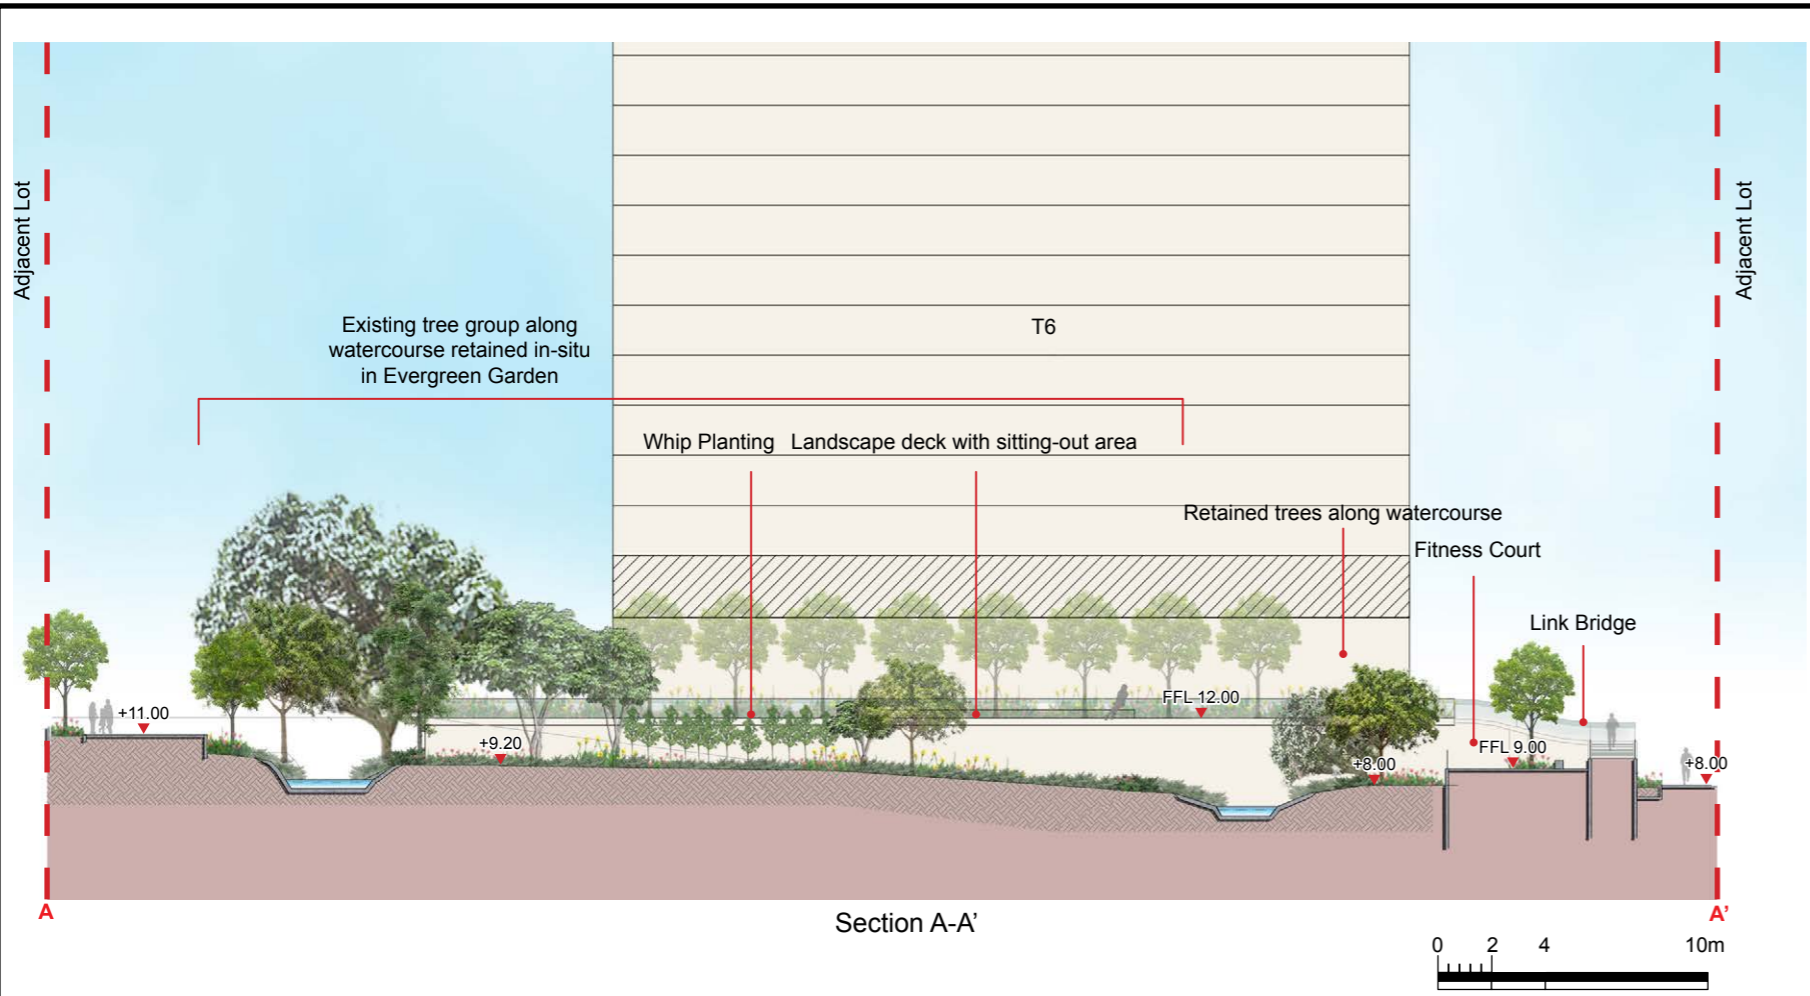 Adjacent Lot
Adjacent Lot
T6
Existing tree group along
watercourse retained in-situ
in Evergreen Garden
Whip Planting
Landscape deck with sitting-out area
Retained trees along watercourse
Fitness Court
Link Bridge
FFL 12.00
+11.00
+9.20
FFL 9.00
+8.00
+8.00
A
A’
Section A-A’
0 2 4 10m